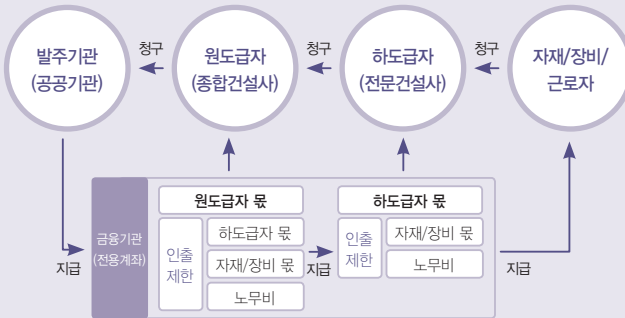 발주기관
(공공기관)
청구
원도급자
(종합건설사)
청구
하도급자
(전문건설사)
청구
자재/장비/
근로자
지급
금융기관
(전용계좌)
원도급자 몫
인출
제한
하도급자 몫
자재/장비 몫
노무비
지급
하도급자 몫
인출
제한
자재/장비 몫
노무비
지급